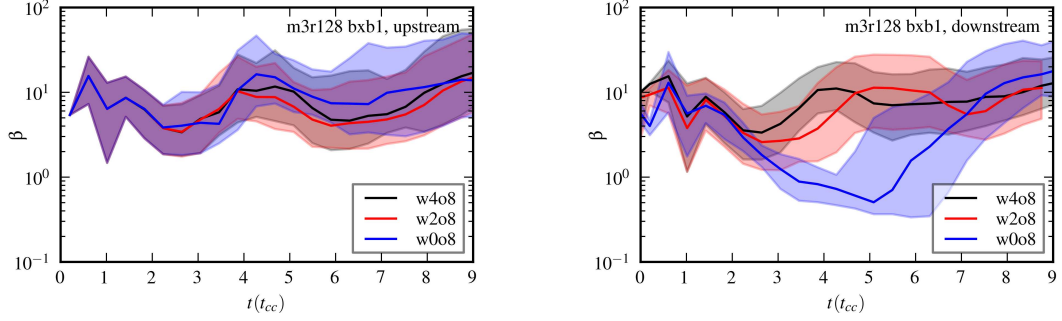 m3r128 bxb1, upstream
10²
10¹
10⁰
10⁻¹
β
w4o8
w2o8
w0o8
0 1 2 3 4 5 6 7 8 9
t(t_cc)
m3r128 bxb1, downstream
10²
10¹
10⁰
10⁻¹
β
w4o8
w2o8
w0o8
0 1 2 3 4 5 6 7 8 9
t(t_cc)